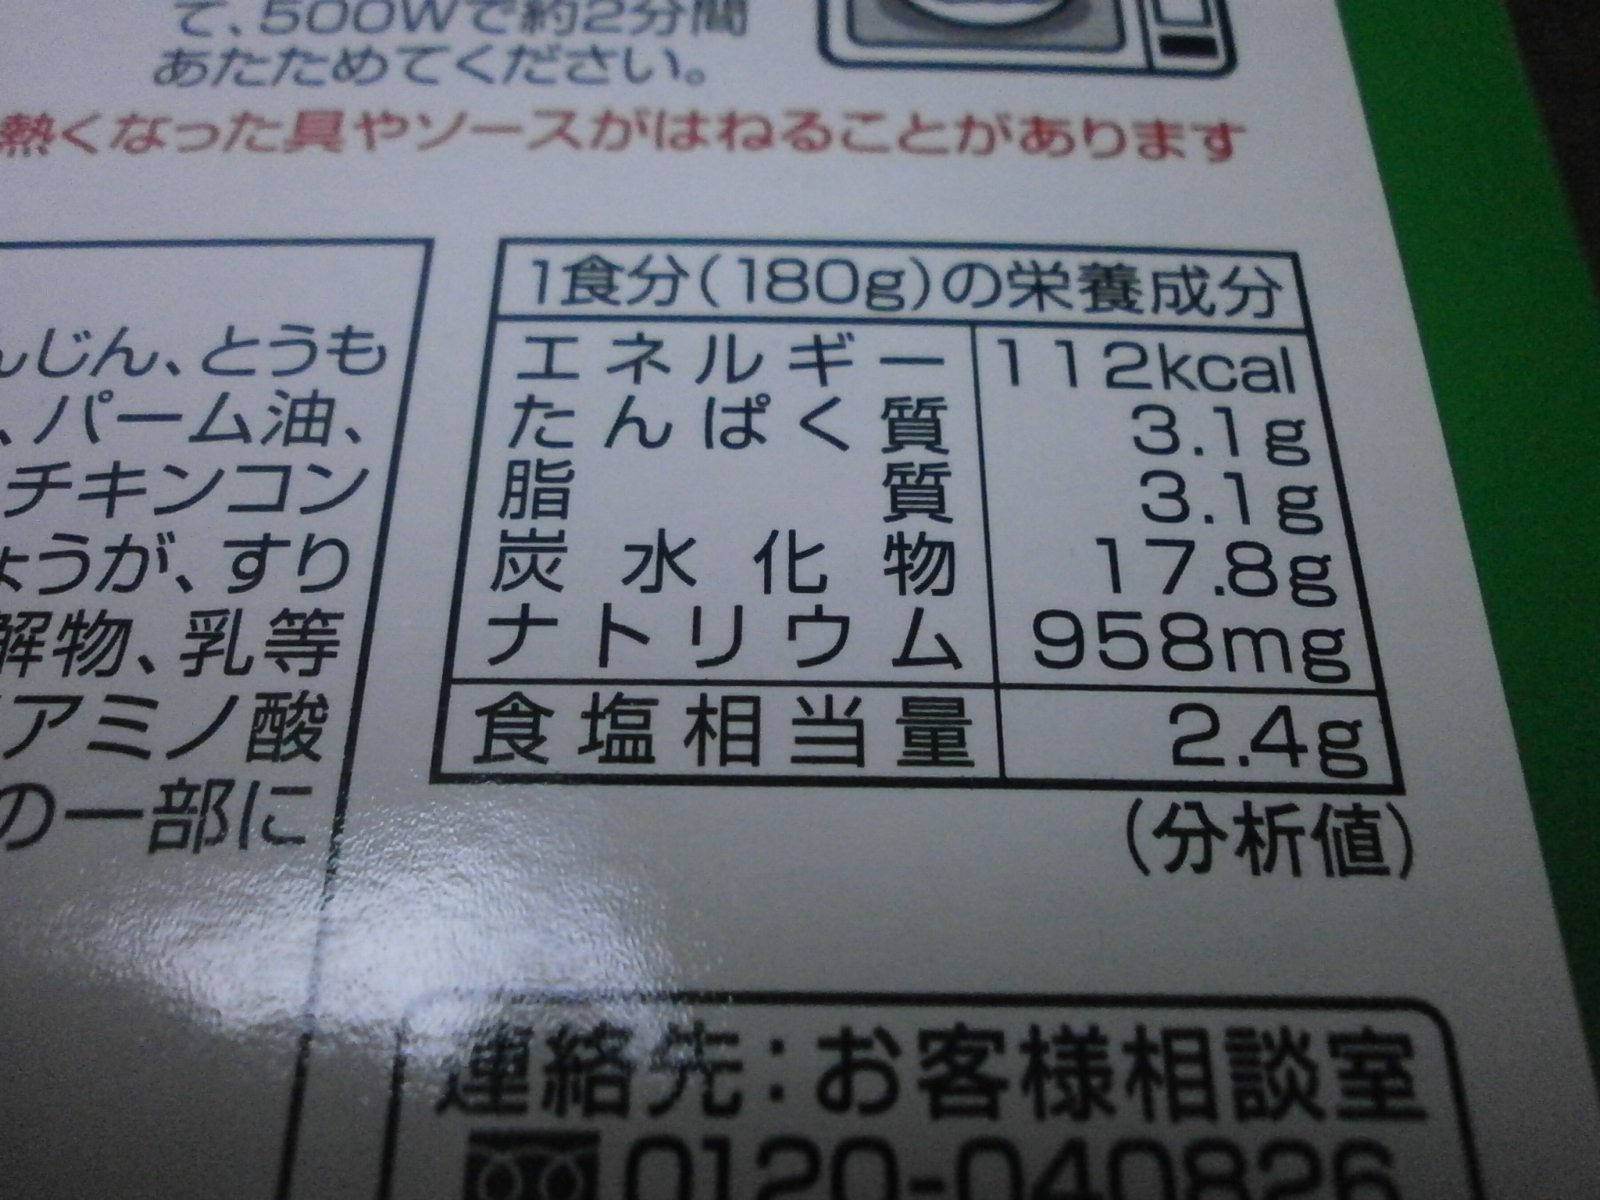 て、500Wで約2分間
あたためてください。
熱くなった具やソースがはねることがあります
んじん、とうも
、パーム油、
チキンコン
ょうが、すり
解物、乳等
アミノ酸
の一部に
1食分(180g)の栄養成分
エネルギー 112kcal
たんぱく質 3.1g
脂質 3.1g
炭水化物 17.8g
ナトリウム 958mg
食塩相当量 2.4g
(分析値)
連絡先:お客様相談室
0120-040826